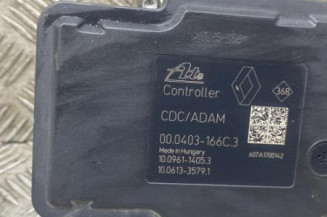 Ate
368
Controller
CDC/ADAM
00.0403-166C.3
Made in Hungary
10.0961-1405.3
10.0613-3579.1
607A1700142